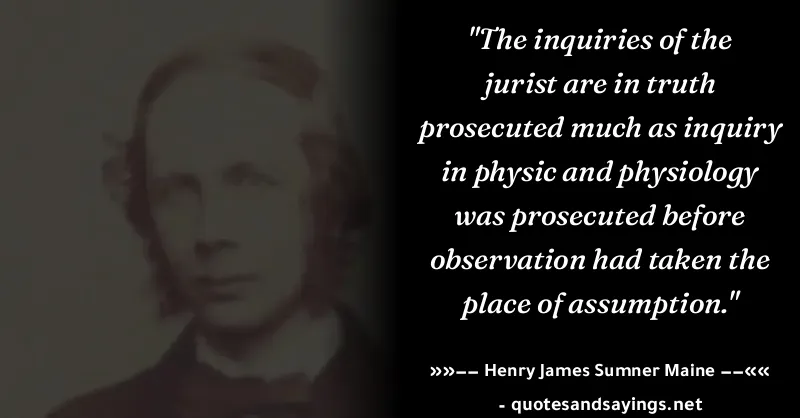 "The inquiries of the
jurist are in truth
prosecuted much as inquiry
in physic and physiology
was prosecuted before
observation had taken the
place of assumption."
»»–– Henry James Sumner Maine ––««
- quotesandsayings.net